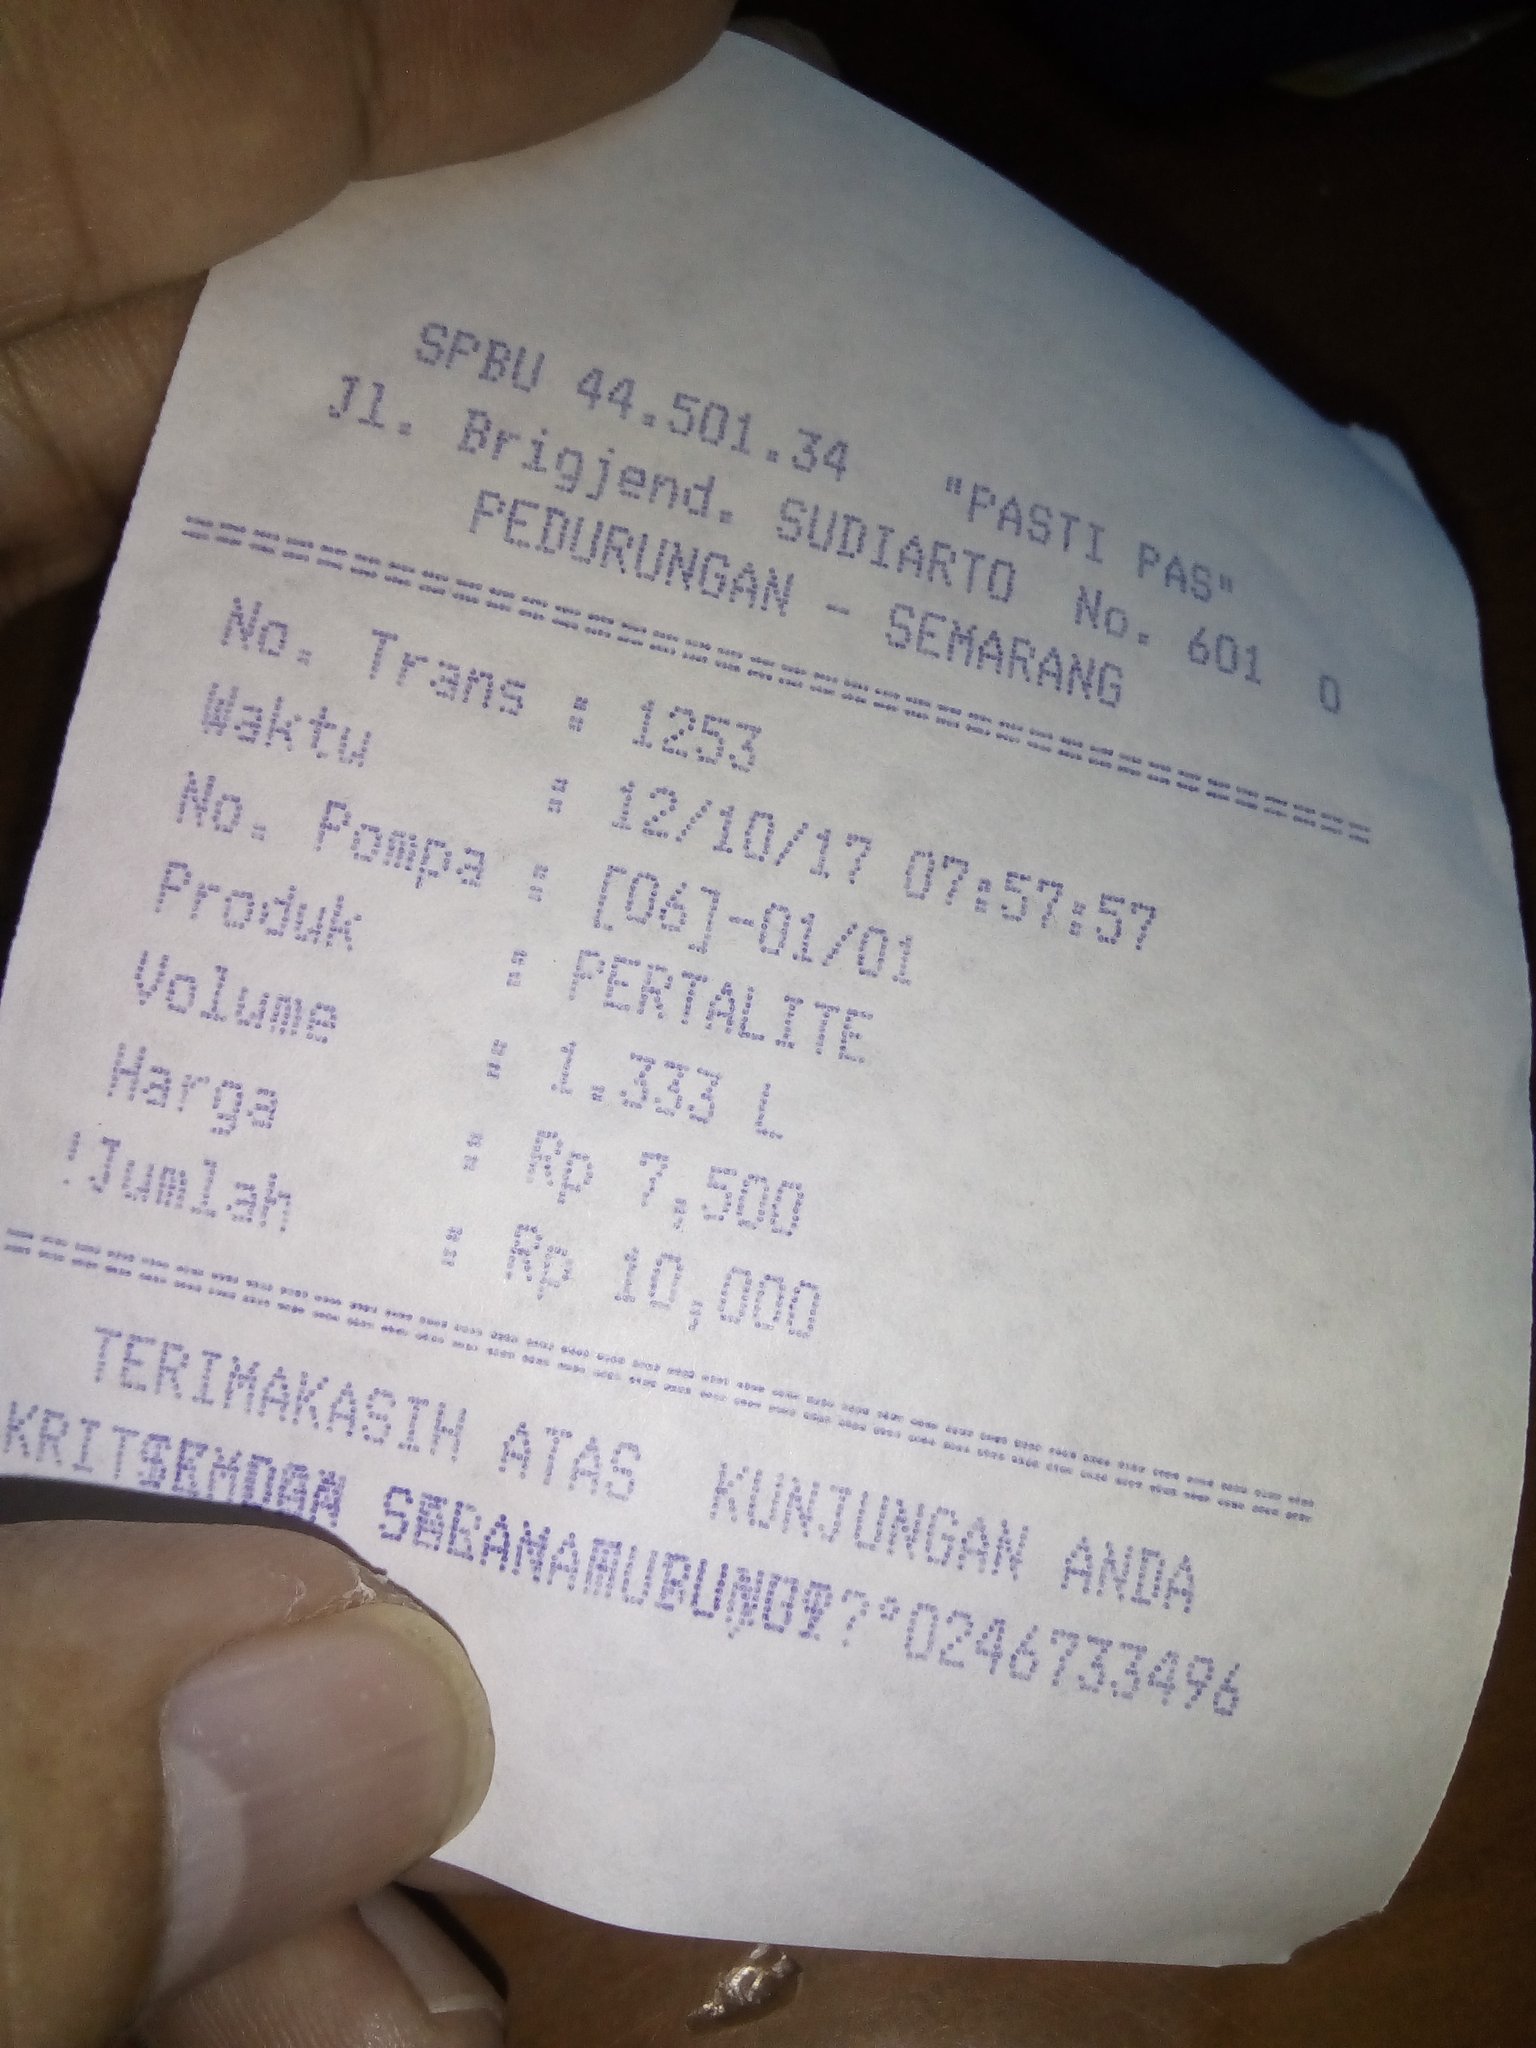 SPBU 44.501.34 "PASTI PAS"
Jl. Brigjend. SUDIARTO No. 601 0
PEDURUNGAN - SEMARANG
====================================
No. Trans : 1253
Waktu : 12/10/17 07:57:57
No. Pompa : [06]-01/01
Produk : PERTALITE
Volume : 1.333 L
Harga : Rp 7,500
Jumlah : Rp 10,000
====================================
TERIMAKASIH ATAS KUNJUNGAN ANDA
0246733496